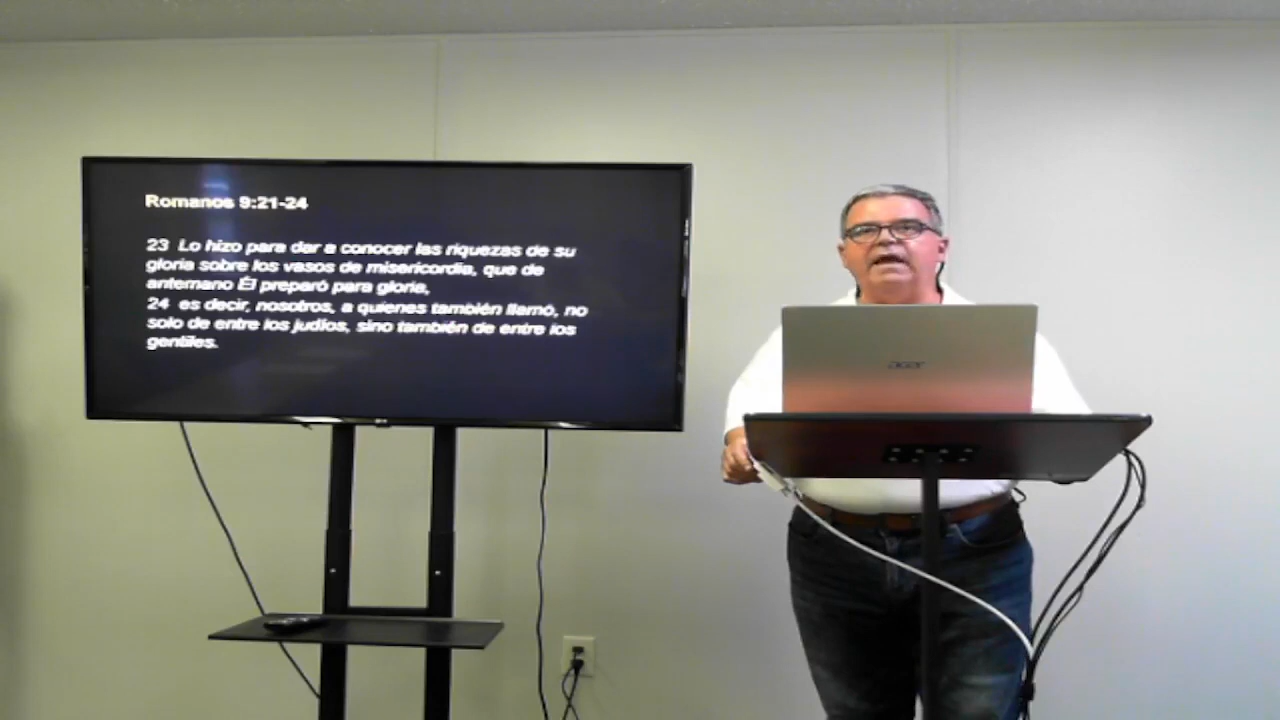 Romanos 9:21-24
23 Lo hizo para dar a conocer las riquezas de su
gloria sobre los vasos de misericordia, que de
antemano Él preparó para gloria,
24 es decir, nosotros, a quienes también llamó, no
solo de entre los judíos, sino también de entre los
gentiles.
acer